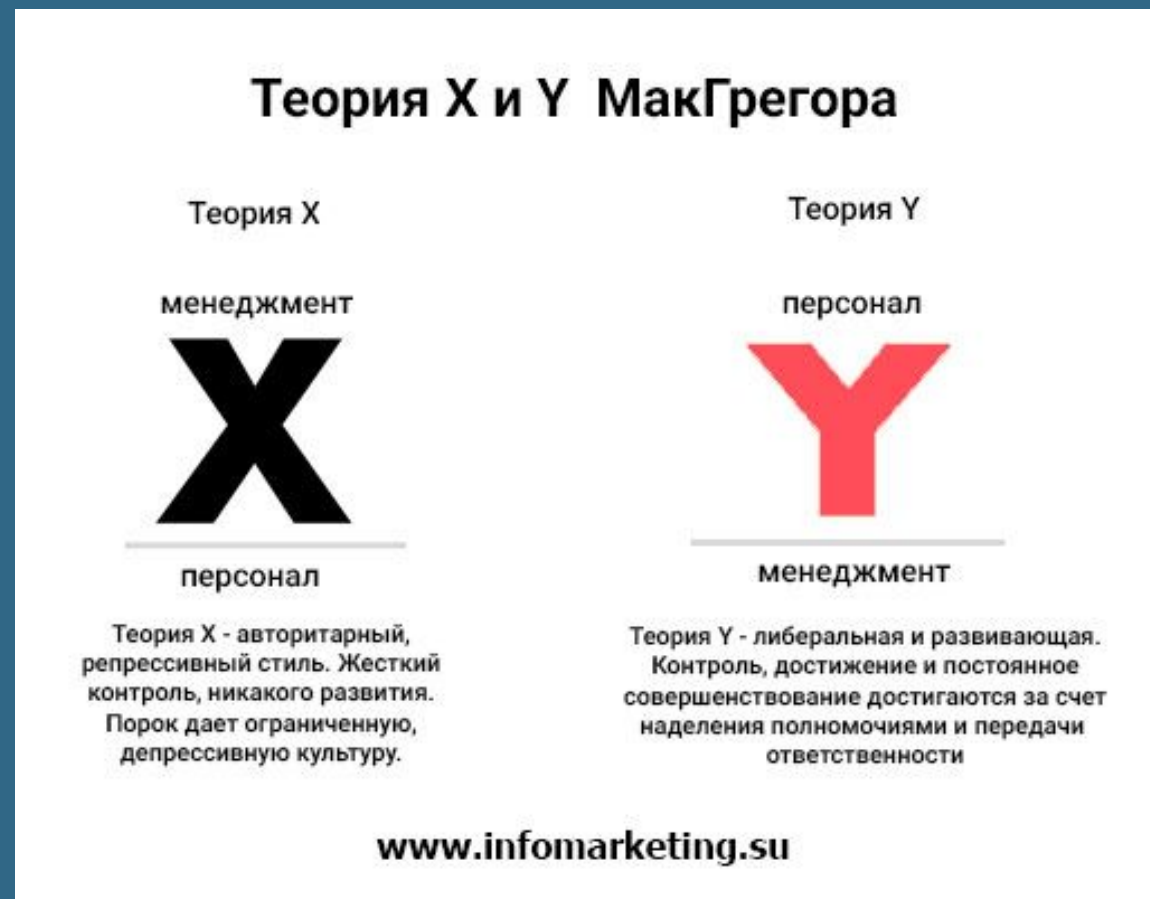 Теория X и Y МакГрегора
Теория X
менеджмент
X
персонал
Теория X - авторитарный,
репрессивный стиль. Жесткий
контроль, никакого развития.
Порок дает ограниченную,
депрессивную культуру.
Теория Y
персонал
Y
менеджмент
Теория Y - либеральная и развивающая.
Контроль, достижение и постоянное
совершенствование достигаются за счет
наделения полномочиями и передачи
ответственности
www.infomarketing.su